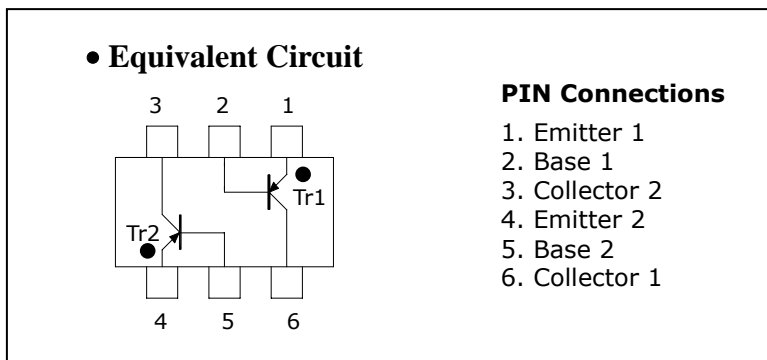 • Equivalent Circuit
3 2 1
Tr1
Tr2
4 5 6
PIN Connections
1. Emitter 1
2. Base 1
3. Collector 2
4. Emitter 2
5. Base 2
6. Collector 1